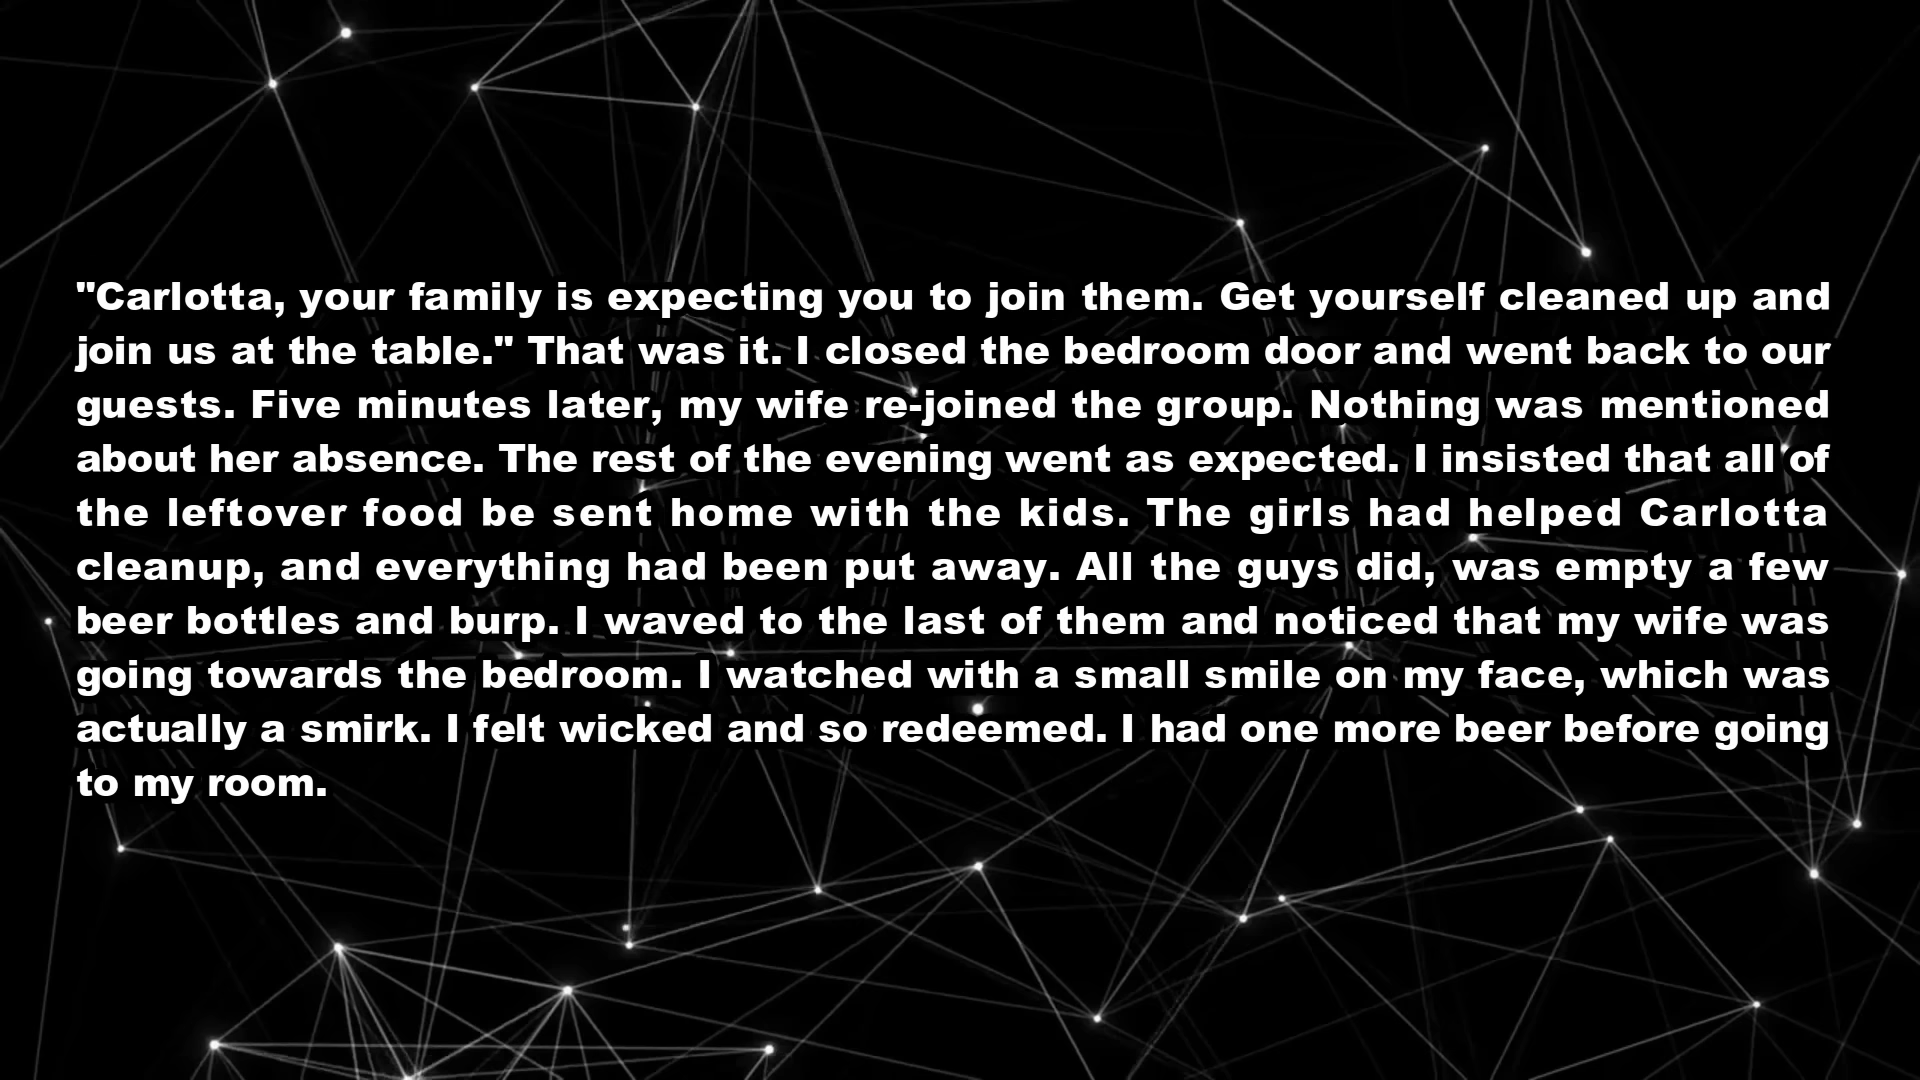 "Carlotta, your family is expecting you to join them. Get yourself cleaned up and
join us at the table." That was it. I closed the bedroom door and went back to our
guests. Five minutes later, my wife re-joined the group. Nothing was mentioned
about her absence. The rest of the evening went as expected. I insisted that all of
the leftover food be sent home with the kids. The girls had helped Carlotta
cleanup, and everything had been put away. All the guys did, was empty a few
beer bottles and burp. I waved to the last of them and noticed that my wife was
going towards the bedroom. I watched with a small smile on my face, which was
actually a smirk. I felt wicked and so redeemed. I had one more beer before going
to my room.